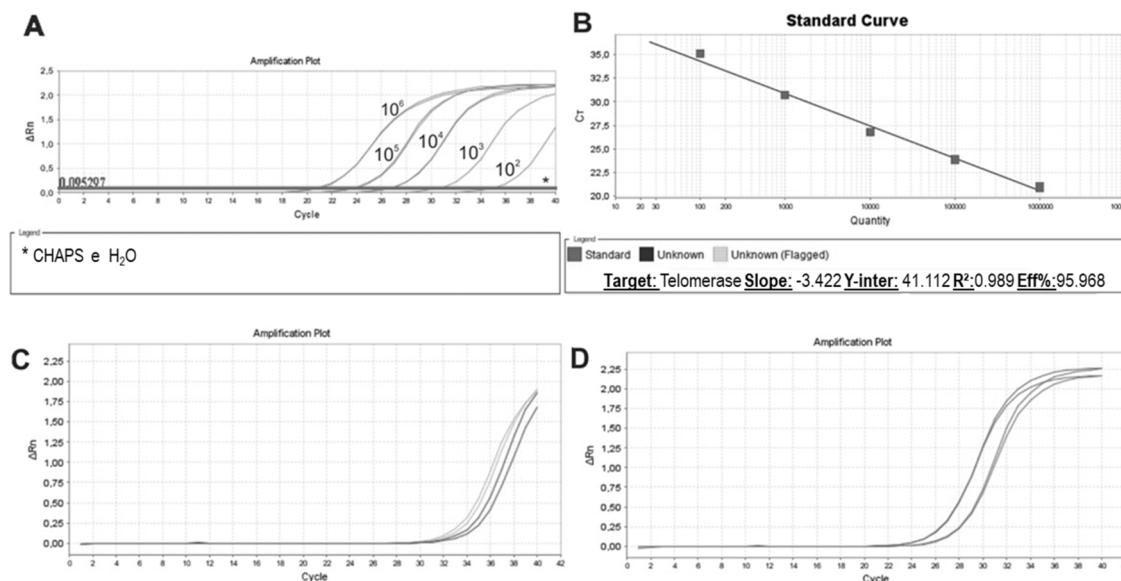 A
Amplification Plot
2,5
2,0
1,5
1,0
0,5
0,0
ΔRn
10⁶
10⁵
10⁴
10³
10²
0.095297
*
0 2 4 6 8 10 12 14 16 18 20 22 24 26 28 30 32 34 36 38 40
Cycle
Legend
* CHAPS e H₂O
B
Standard Curve
35,0
32,5
30,0
27,5
25,0
22,5
20,0
Cт
10 20 30 100 200 1000 10000 100000 1000000
Quantity
Legend
Standard Unknown Unknown (Flagged)
Target: Telomerase Slope: -3.422 Y-inter: 41.112 R²:0.989 Eff%:95.968
C
Amplification Plot
2,25
2,00
1,75
1,50
1,25
1,00
0,75
0,50
0,25
0,00
ΔRn
0 2 4 6 8 10 12 14 16 18 20 22 24 26 28 30 32 34 36 38 40 42
Cycle
D
Amplification Plot
2,25
2,00
1,75
1,50
1,25
1,00
0,75
0,50
0,25
0,00
ΔRn
0 2 4 6 8 10 12 14 16 18 20 22 24 26 28 30 32 34 36 38 40
Cycle